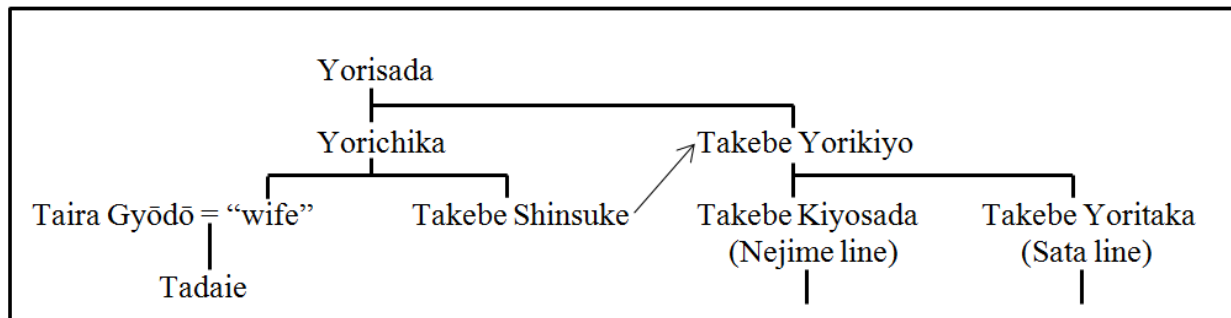 Yorisada
Yorichika
Takebe Yorikiyo
Taira Gyōdō = “wife”
Takebe Shinsuke
Takebe Kiyosada
(Nejime line)
Takebe Yoritaka
(Sata line)
Tadaie